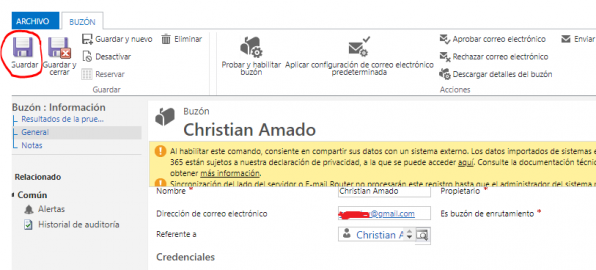 ARCHIVO BUZÓN
Guardar
Guardar y cerrar
Guardar y nuevo
Desactivar
Reservar
Eliminar
Guardar
Probar y habilitar buzón
Aplicar configuración de correo electrónico predeterminada
Aprobar correo electrónico
Rechazar correo electrónico
Descargar detalles del buzón
Enviar
Acciones
Buzón : Información
Resultados de la prue...
General
Notas
Relacionado
Común
Alertas
Historial de auditoría
Buzón
Christian Amado
Al habilitar este comando, consiente en compartir sus datos con un sistema externo. Los datos importados de sistemas e
365 están sujetos a nuestra declaración de privacidad, a la que se puede acceder aquí. Consulte la documentación técnic
obtener más información.
Sincronización del lado del servidor o E-mail Router no procesarán este registro hasta que el administrador del sistema r
Nombre * Christian Amado Propietario *
Dirección de correo electrónico @gmail.com Es buzón de enrutamiento *
Referente a Christian A
Credenciales